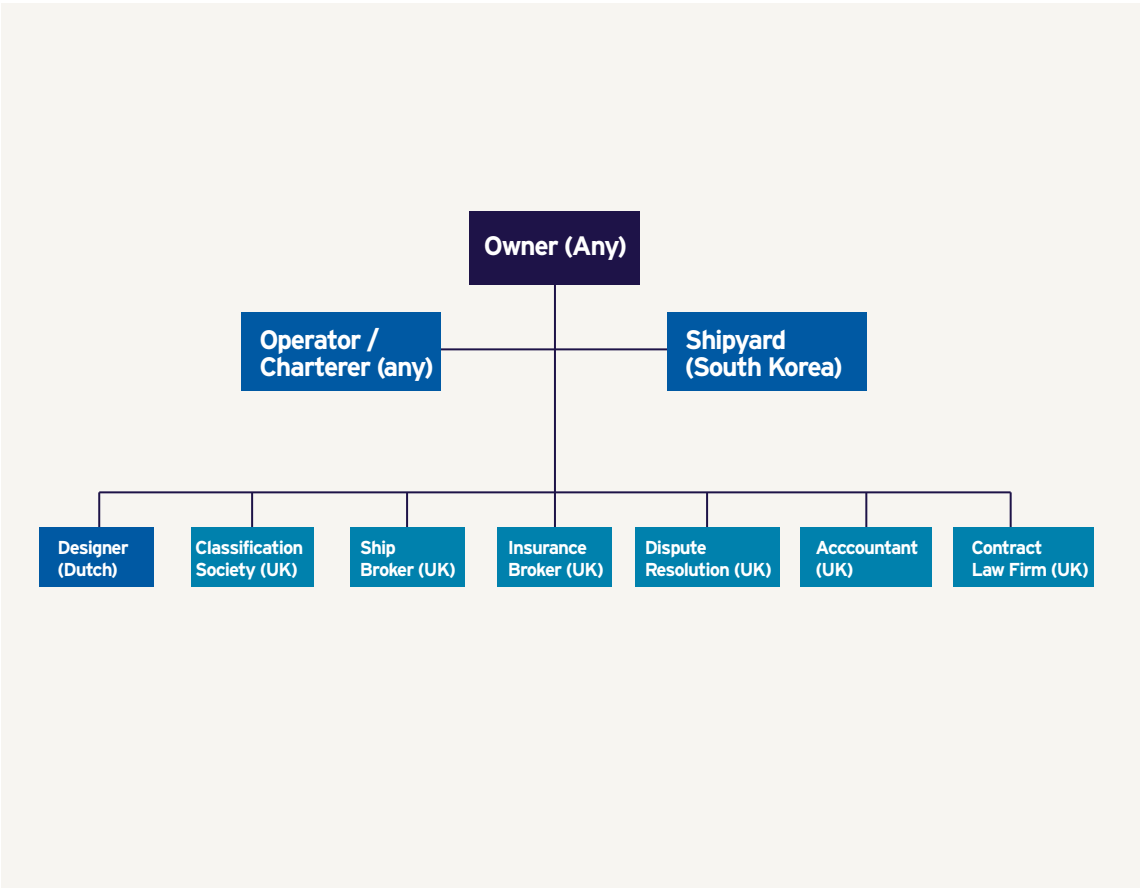 Owner (Any)
Operator /
Charterer (any)
Shipyard
(South Korea)
Designer
(Dutch)
Classification
Society (UK)
Ship
Broker (UK)
Insurance
Broker (UK)
Dispute
Resolution (UK)
Acccountant
(UK)
Contract
Law Firm (UK)